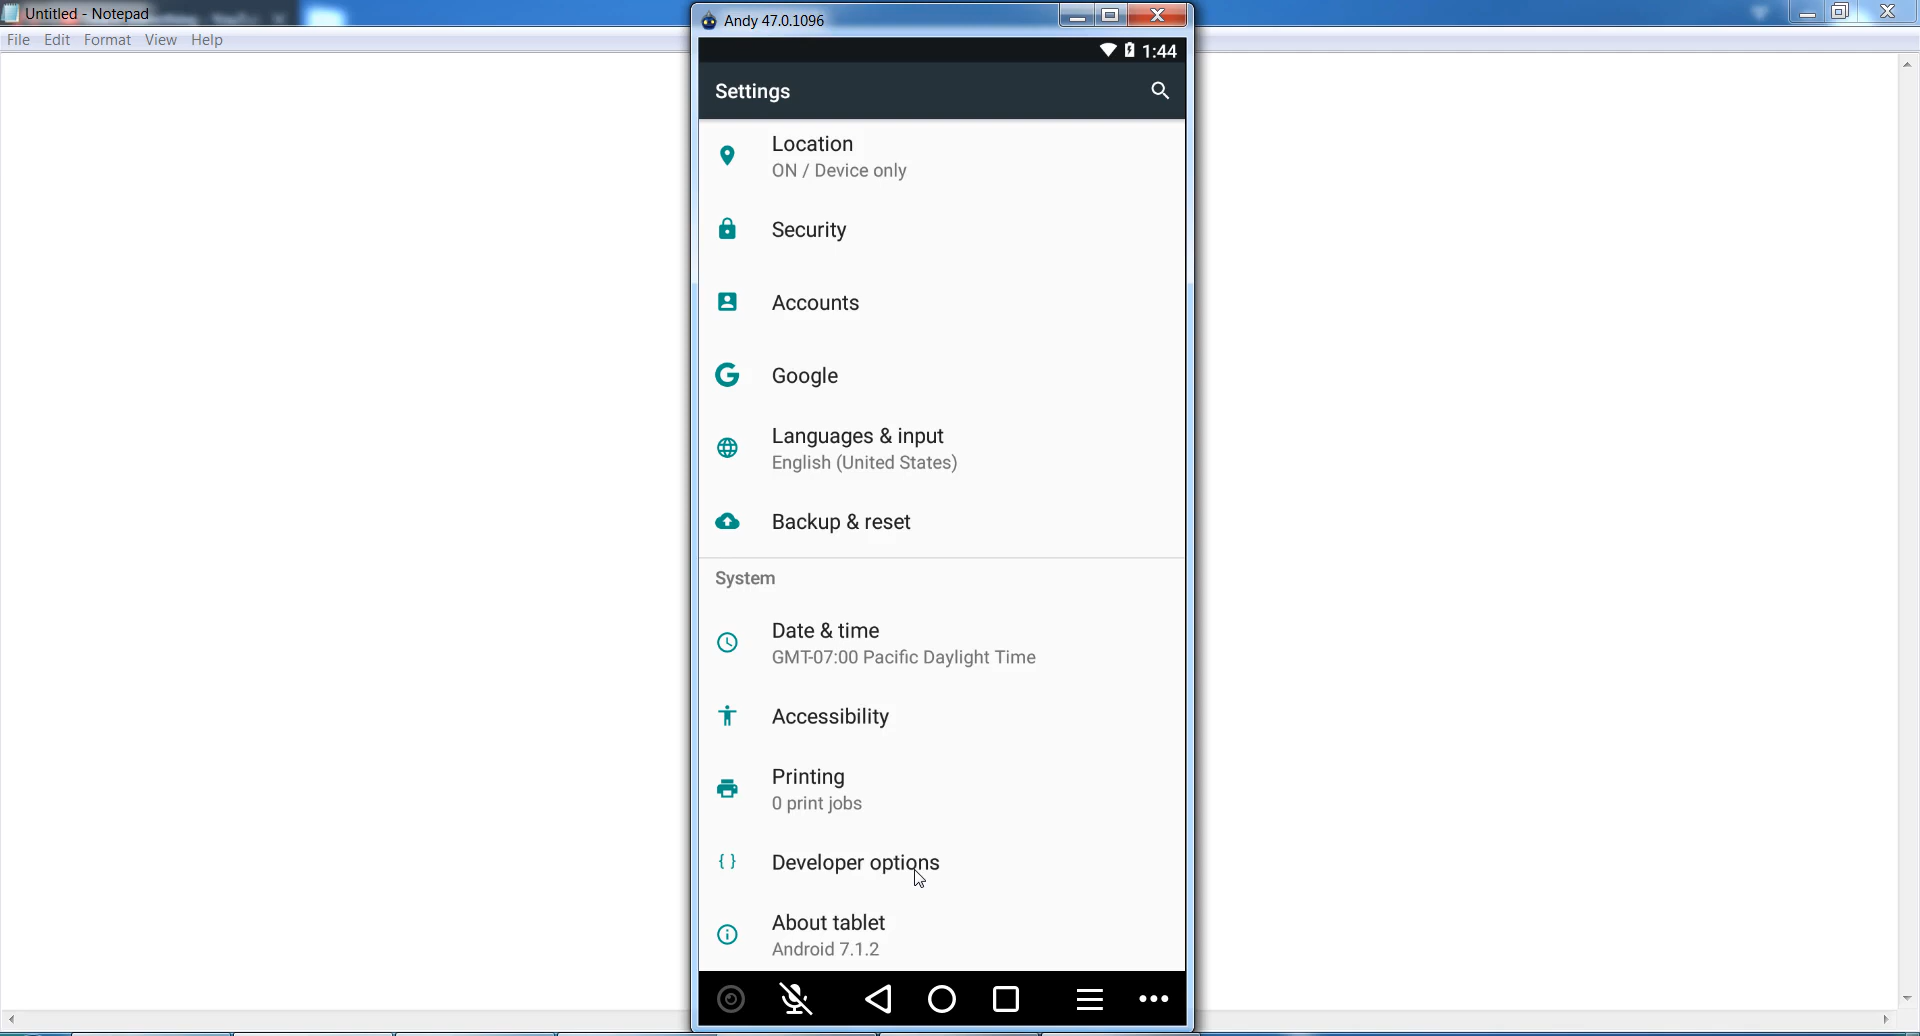 Untitled - Notepad
File Edit Format View Help
Andy 47.0.1096
1:44
Settings
Location
ON / Device only
Security
Accounts
Google
Languages & input
English (United States)
Backup & reset
System
Date & time
GMT-07:00 Pacific Daylight Time
Accessibility
Printing
0 print jobs
Developer options
About tablet
Android 7.1.2